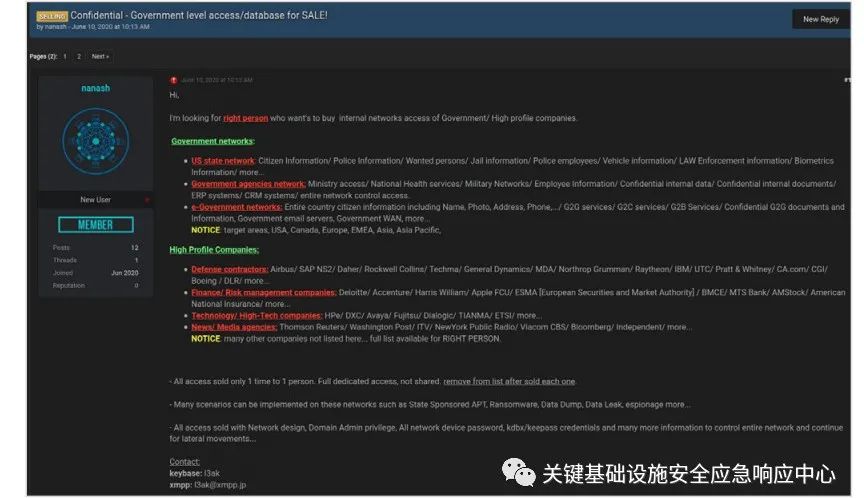 SELLING Confidential - Government level access/database for SALE!
by nanash - June 10, 2020 at 10:13 AM
New Reply
Pages (2): 1 2 Next »
nanash
New User
MEMBER
Posts 12
Threads 1
Joined Jun 2020
Reputation 0
June 10, 2020 at 10:13 AM #1
Hi,
I'm looking for right person who want's to buy internal networks access of Government/ High profile companies.
Government networks:
US state network: Citizen Information/ Police Information/ Wanted persons/ Jail information/ Police employees/ Vehicle information/ LAW Enforcement information/ Biometrics
Information/ more...
Government agencies network: Ministry access/ National Health services/ Military Networks/ Employee Information/ Confidential internal data/ Confidential internal documents/
ERP systems/ CRM systems/ entire network control access.
e-Government networks: Entire country citizen information including Name, Photo, Address, Phone,.../ G2G services/ G2C services/ G2B Services/ Confidential G2G documents and
Information, Government email servers, Government WAN, more...
NOTICE: target areas, USA, Canada, Europe, EMEA, Asia, Asia Pacific,
High Profile Companies:
Defense contractors: Airbus/ SAP NS2/ Daher/ Rockwell Collins/ Techma/ General Dynamics/ MDA/ Northrop Grumman/ Raytheon/ IBM/ UTC/ Pratt & Whitney/ CA.com/ CGI/
Boeing / DLR/ more...
Finance/ Risk management companies: Deloitte/ Accenture/ Harris William/ Apple FCU/ ESMA [European Securities and Market Authority] / BMCE/ MTS Bank/ AMStock/ American
National Insurance/ more...
Technology/ High-Tech companies: HPe/ DXC/ Avaya/ Fujitsu/ Dialogic/ TIANMA/ ETSI/ more...
News/ Media agencies: Thomson Reuters/ Washington Post/ ITV/ NewYork Public Radio/ Viacom CBS/ Bloomberg/ Independent/ more...
NOTICE: many other companies not listed here... full list available for RIGHT PERSON.
- All access sold only 1 time to 1 person. Full dedicated access, not shared. remove from list after sold each one.
- Many scenarios can be implemented on these networks such as State Sponsored APT, Ransomware, Data Dump, Data Leak, espionage more...
- All access sold with Network design, Domain Admin privilege, All network device password, kdbx/keepass credentials and many more information to control entire network and continue
for lateral movements...
Contact:
keybase: l3ak
xmpp: l3ak@xmpp.jp
关键基础设施安全应急响应中心